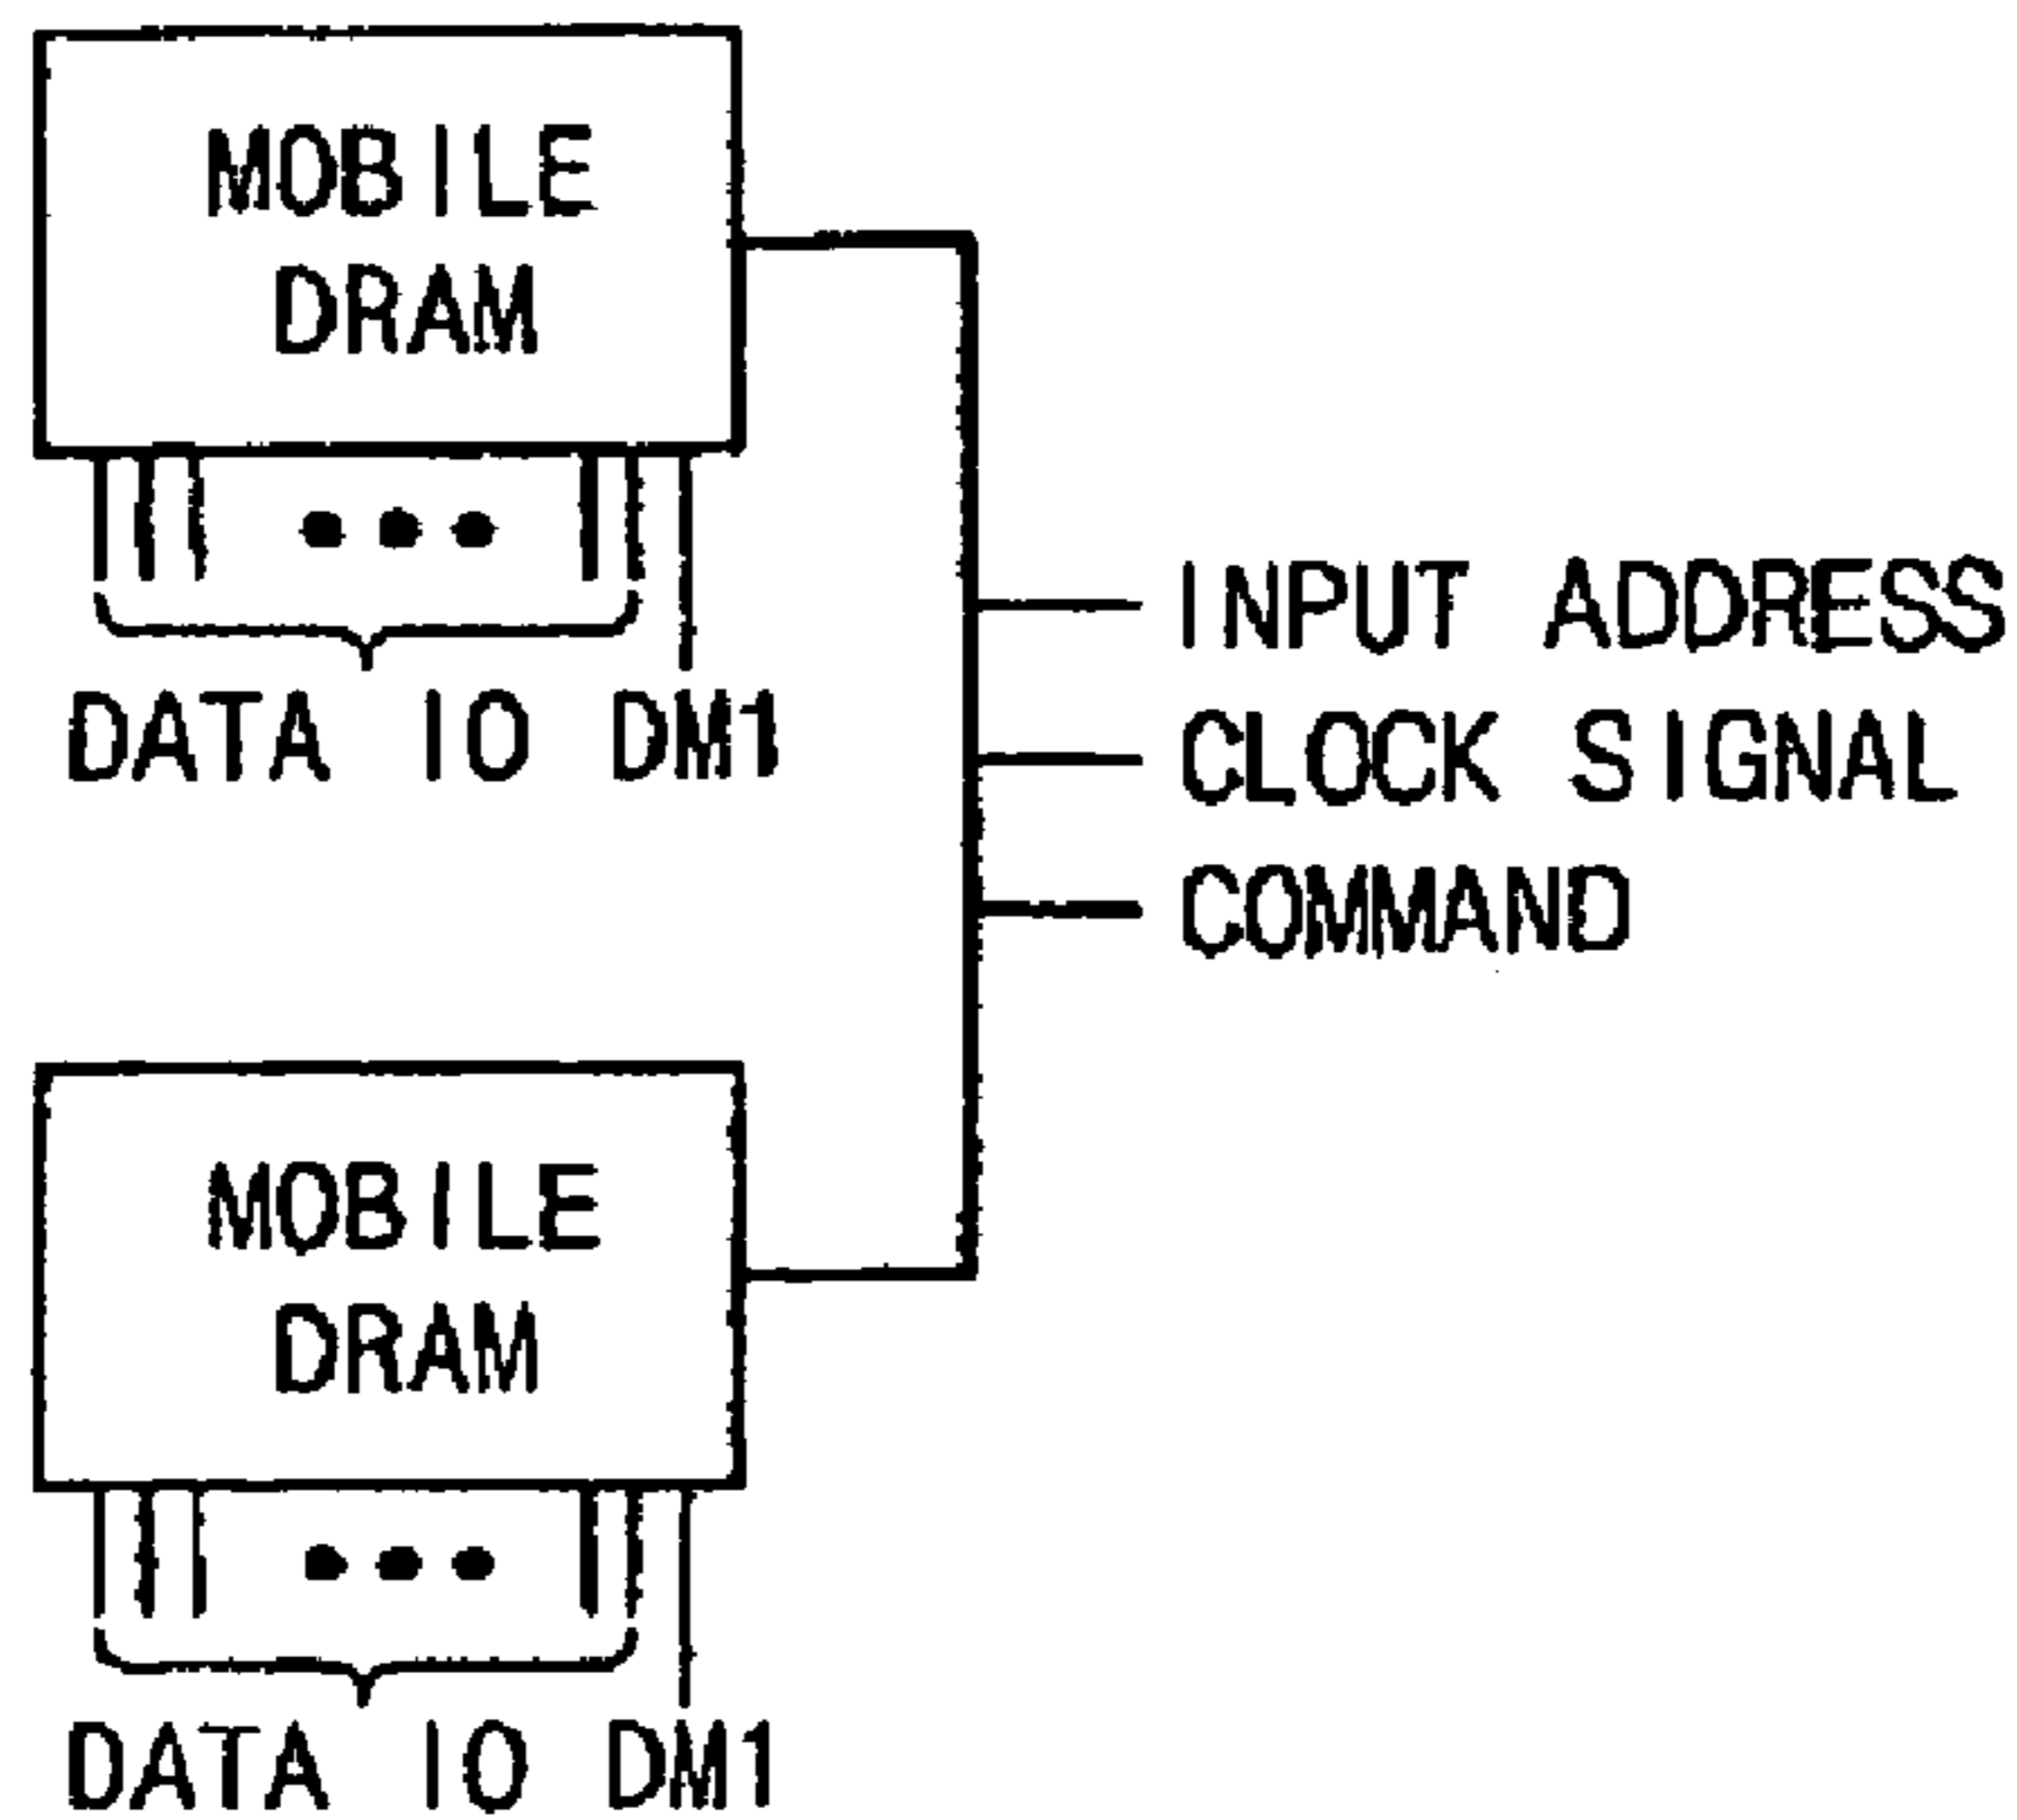 MOBILE
DRAM
DATA IO DM1
INPUT ADDRESS
CLOCK SIGNAL
COMMAND
MOBILE
DRAM
DATA IO DM1